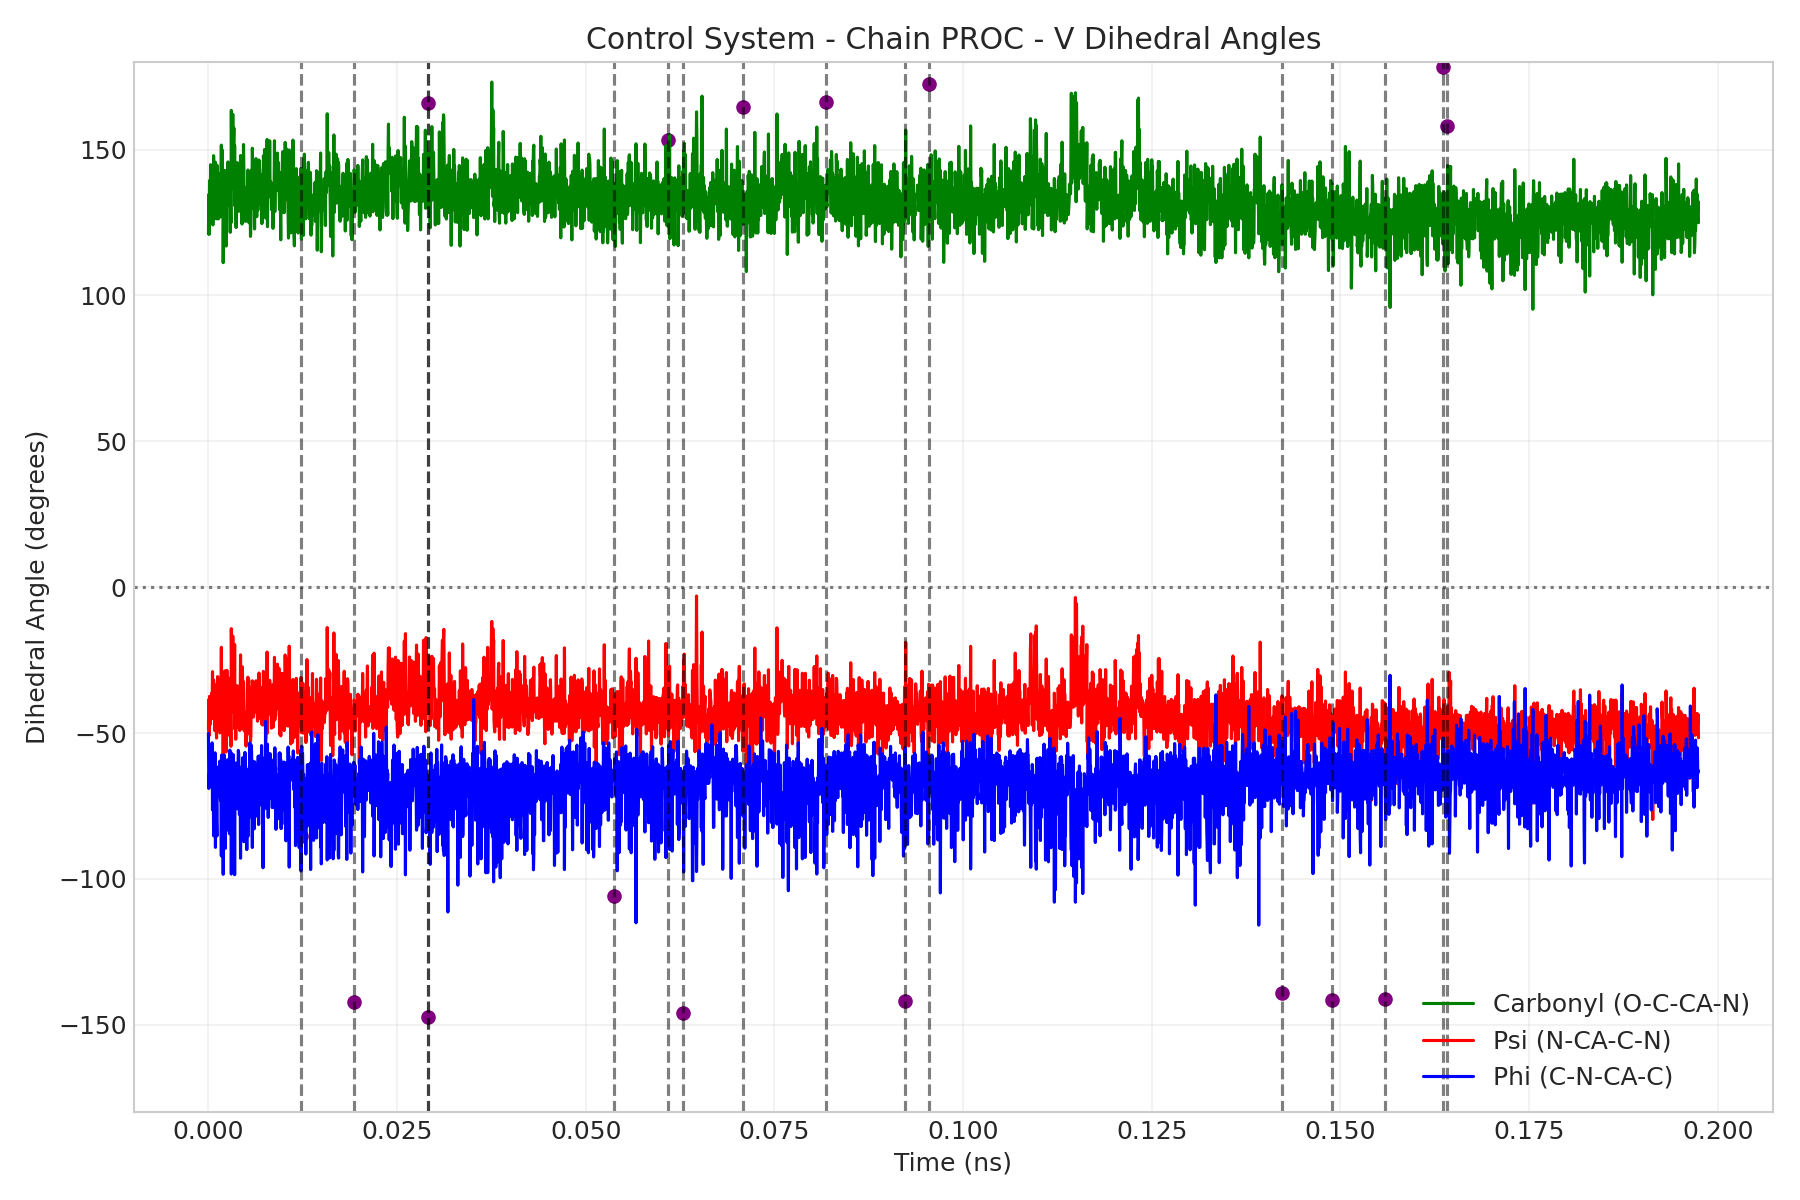 Control System - Chain PROC - V Dihedral Angles
Dihedral Angle (degrees)
150
100
50
0
−50
−100
−150
Carbonyl (O-C-CA-N)
Psi (N-CA-C-N)
Phi (C-N-CA-C)
0.000 0.025 0.050 0.075 0.100 0.125 0.150 0.175 0.200
Time (ns)